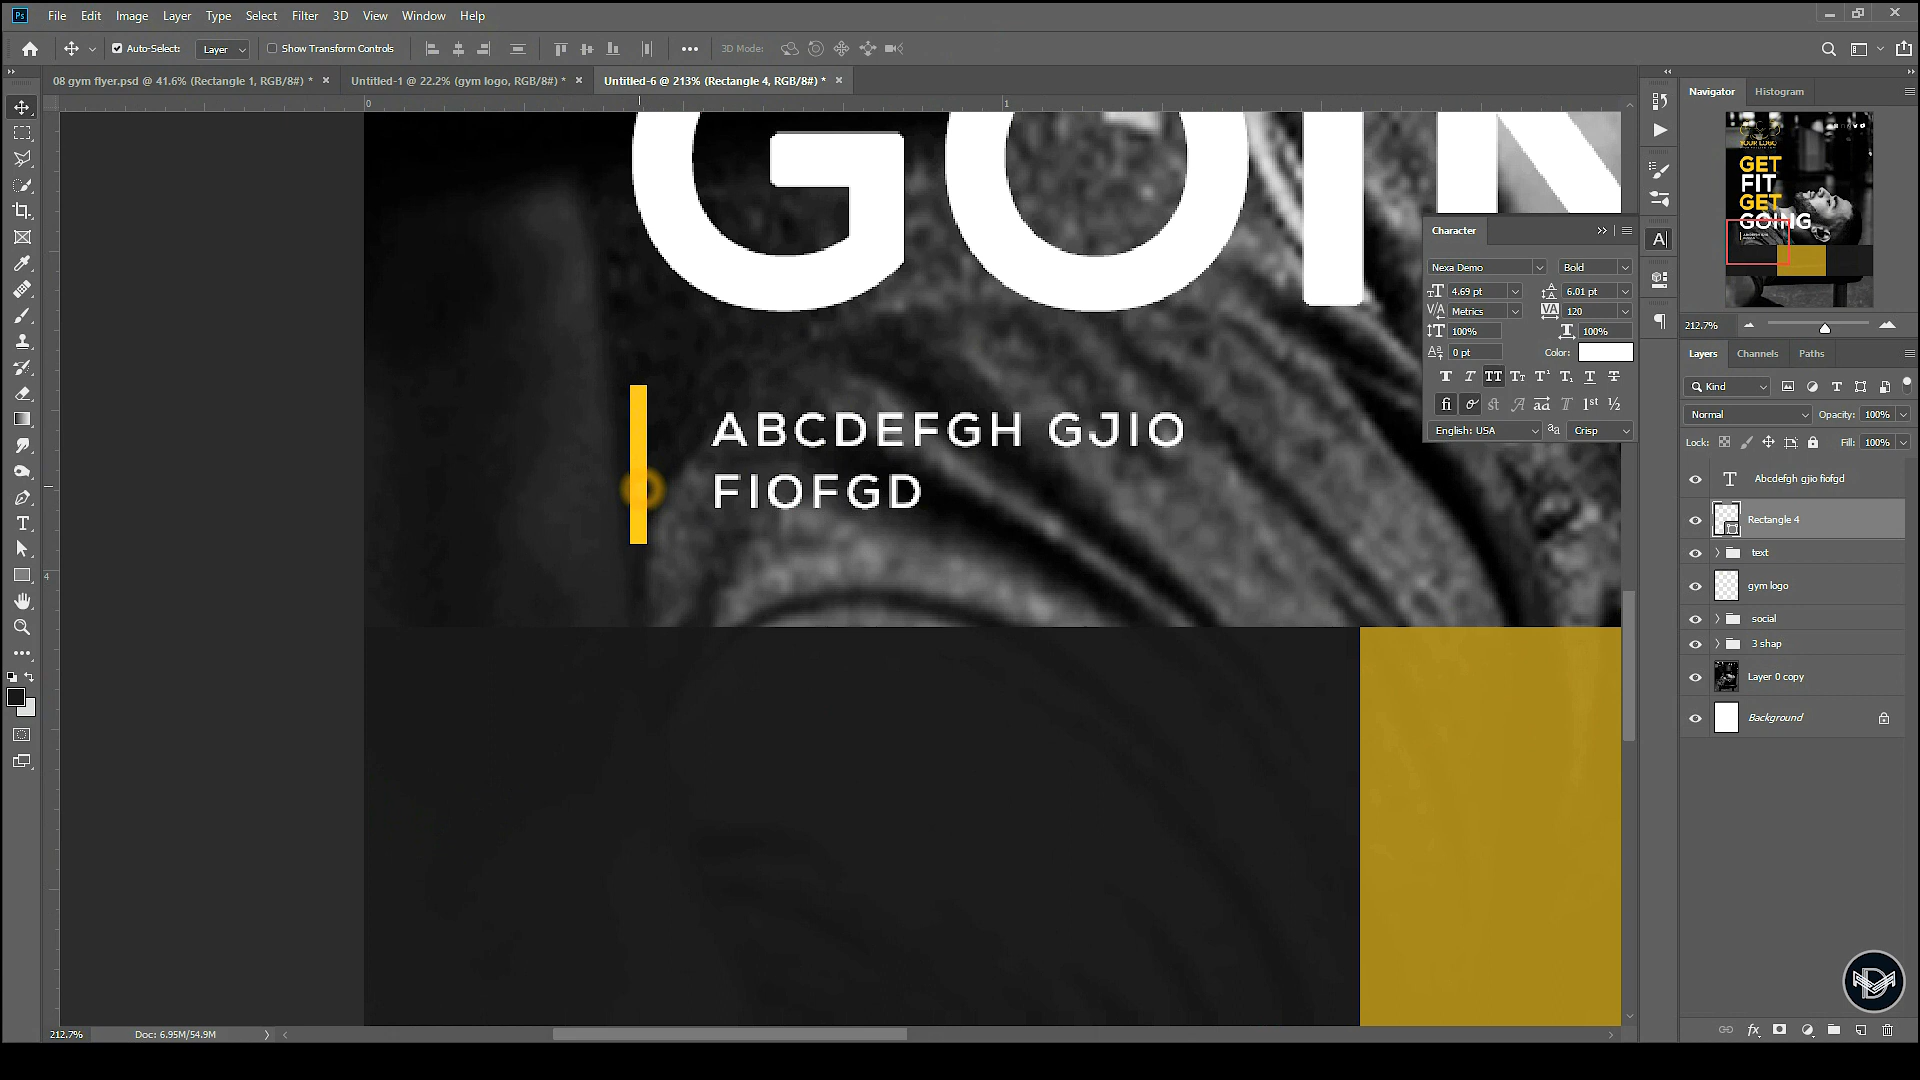 Ps File Edit Image Layer Type Select Filter 3D View Window Help
Auto-Select: Layer Show Transform Controls 3D Mode:
08 gym flyer.psd @ 41.6% (Rectangle 1, RGB/8#) * × Untitled-1 @ 22.2% (gym logo, RGB/8#) * × Untitled-6 @ 213% (Rectangle 4, RGB/8#) * ×
0 1
4
GOIN
ABCDEFGH GJIO
FIOFGD
Character
Nexa Demo Bold
4.69 pt 6.01 pt
Metrics 120
100% 100%
0 pt Color:
English: USA Crisp
Navigator Histogram
YOUR LOGO
GET
FIT
GET
GOING
212.7%
Layers Channels Paths
Kind
Normal Opacity: 100%
Lock: Fill: 100%
Abcdefgh gjio fiofgd
Rectangle 4
text
gym logo
social
3 shap
Layer 0 copy
Background
212.7% Doc: 6.95M/54.9M